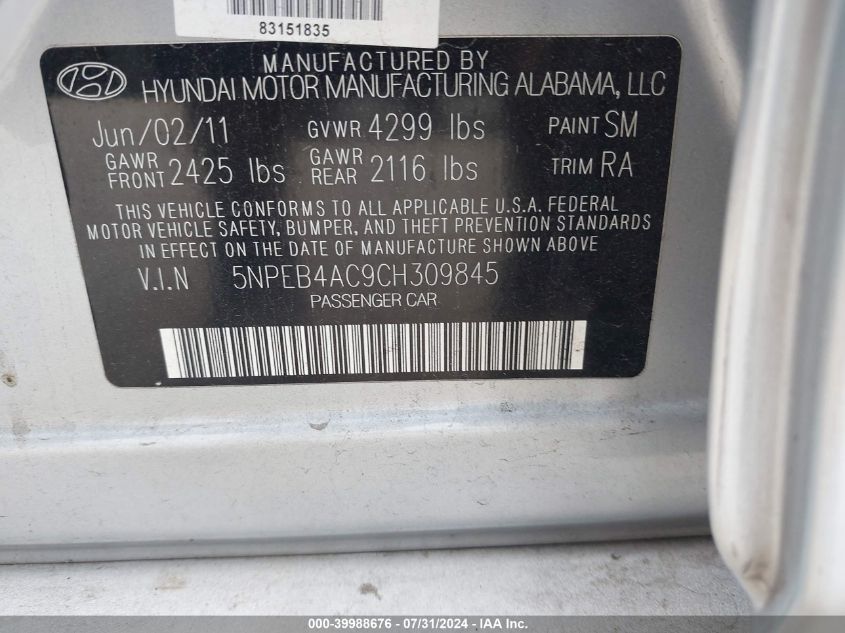 83151835
MANUFACTURED BY
HYUNDAI MOTOR MANUFACTURING ALABAMA, LLC
Jun/02/11 GVWR 4299 lbs PAINT SM
GAWR FRONT 2425 lbs GAWR REAR 2116 lbs TRIM RA
THIS VEHICLE CONFORMS TO ALL APPLICABLE U.S.A. FEDERAL
MOTOR VEHICLE SAFETY, BUMPER, AND THEFT PREVENTION STANDARDS
IN EFFECT ON THE DATE OF MANUFACTURE SHOWN ABOVE
V.I.N 5NPEB4AC9CH309845
PASSENGER CAR
000-39988676 - 07/31/2024 - IAA Inc.